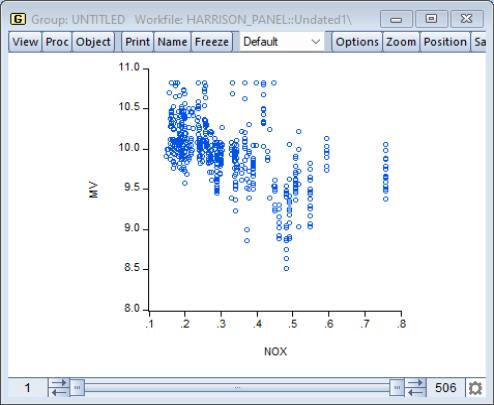 Group: UNTITLED Workfile: HARRISON_PANEL::Undated1\
View Proc Object Print Name Freeze Default Options Zoom Position Sa
11.0
10.5
10.0
9.5
9.0
8.5
8.0
MV
.1 .2 .3 .4 .5 .6 .7 .8
NOX
1 506